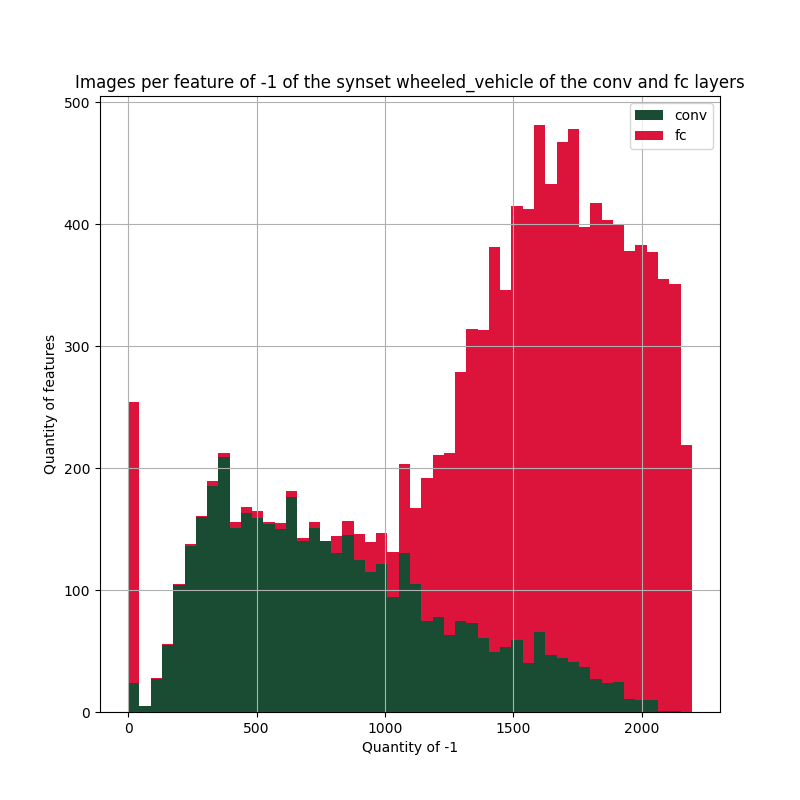 Images per feature of -1 of the synset wheeled_vehicle of the conv and fc layers
conv
fc
500
400
300
200
100
0
Quantity of features
0 500 1000 1500 2000
Quantity of -1